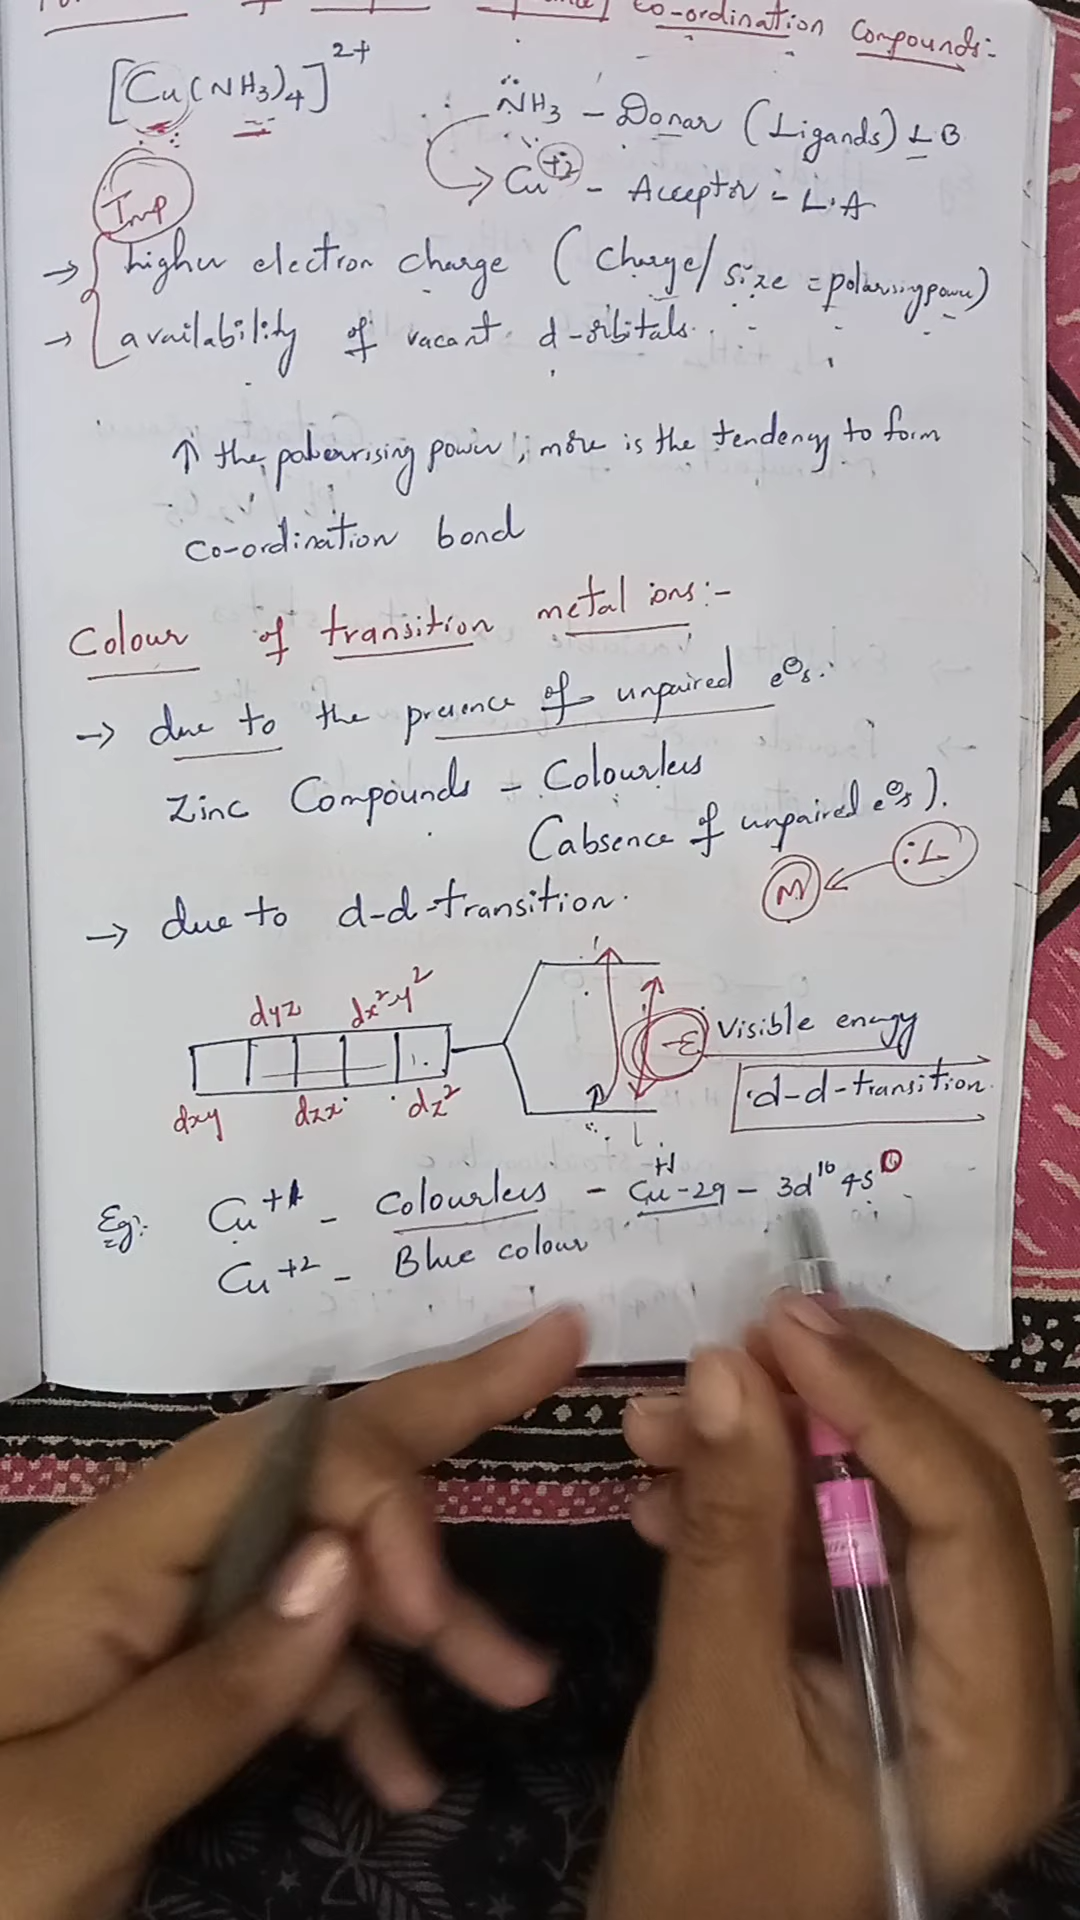 Co-ordination Compounds:-
[Cu(NH3)4]2+
NH3 - Donar (Ligands) LB
Cu+2 - Acceptor - L.A
Imp
→ higher electron charge (charge/size = polarising power)
→ availability of vacant d-orbitals.
↑ the polarising power, more is the tendency to form
co-ordination bond
Colour of transition metal ions:-
→ due to the presence of unpaired e⊖s.
Zinc Compounds - Colourless
(absence of unpaired e⊖s).
M ← :L
→ due to d-d-transition.
dyz dx2-y2
dxy dzx dz2
-E Visible energy
d-d-transition.
Eg:- Cu+1 - Colourless - Cu+1-29 - 3d10 4s0
Cu+2 - Blue colour